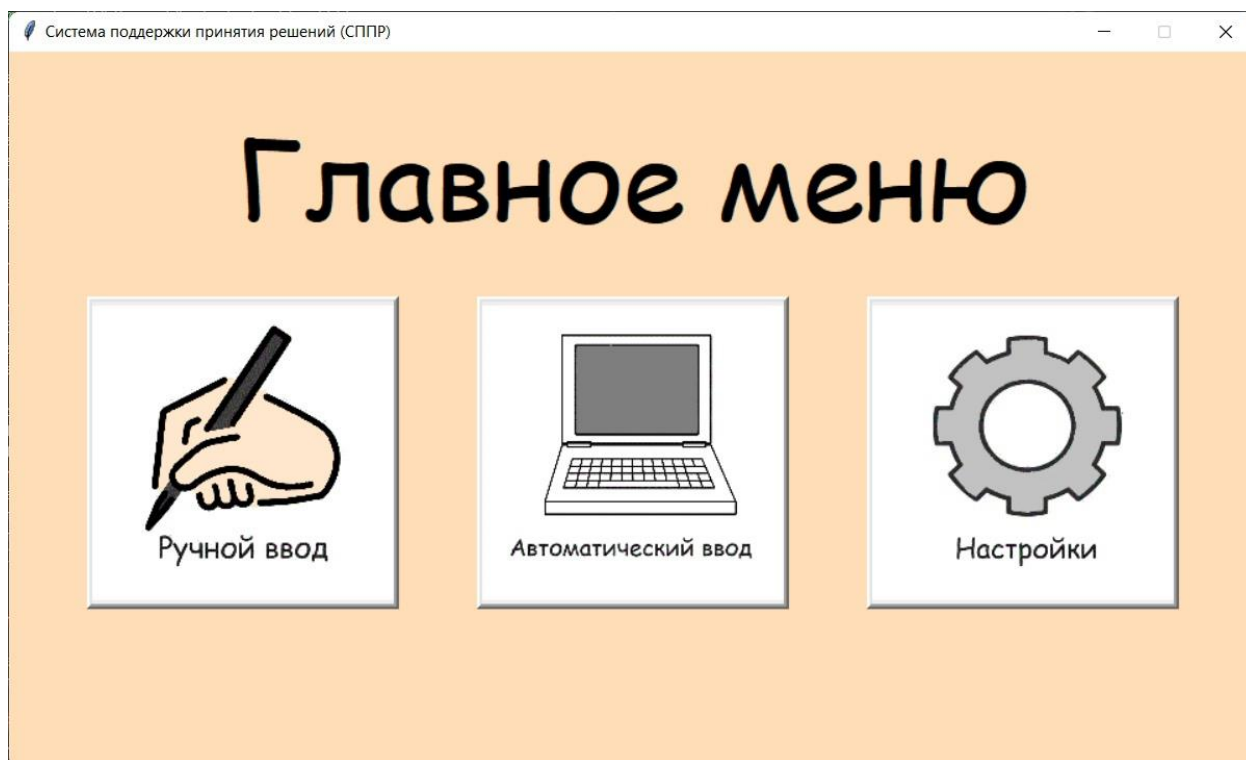 Система поддержки принятия решений (СППР)
Главное меню
Ручной ввод
Автоматический ввод
Настройки